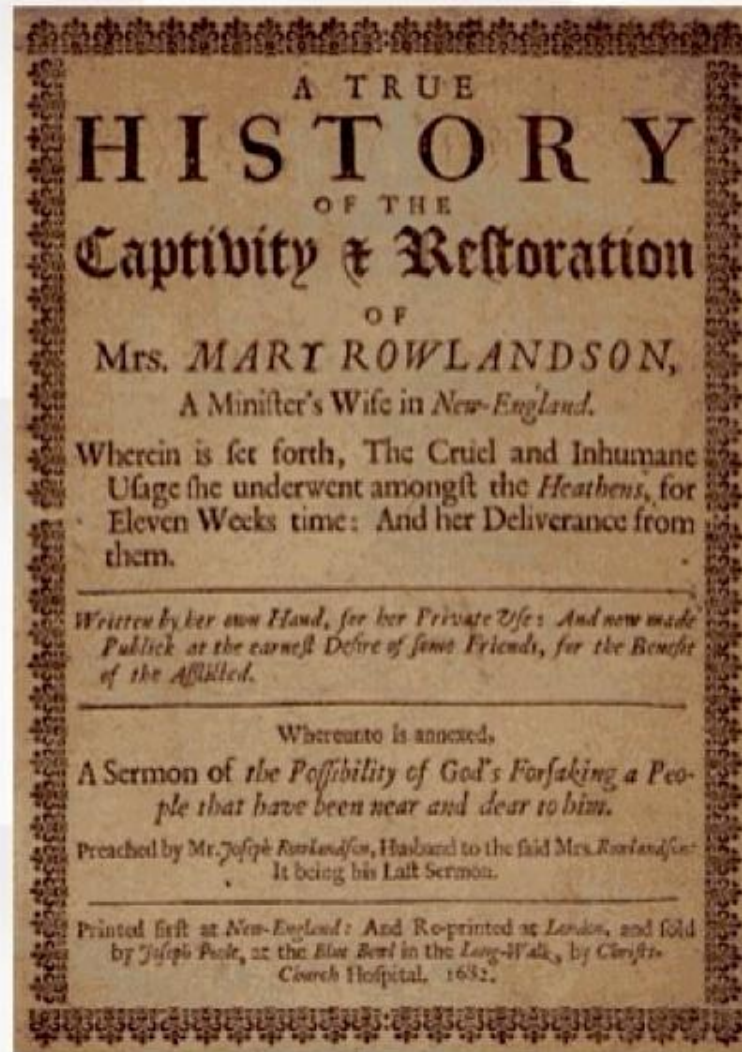 A TRUE
HISTORY
OF THE
Captivity & Reſtoration
OF
Mrs. MARY ROWLANDSON,
A Miniſter's Wife in New-England.
Wherein is ſet forth, The Cruel and Inhumane
Uſage ſhe underwent amongſt the Heathens, for
Eleven Weeks time: And her Deliverance from
them.
Written by her own Hand, for her Private Uſe: And now made
Publick at the earneſt Deſire of ſome Friends, for the Benefit
of the Afflicted.
Whereunto is annexed,
A Sermon of the Poſſibility of God's Forſaking a Peo-
ple that have been near and dear to him.
Preached by Mr. Joſeph Rowlandſon, Husband to the ſaid Mrs. Rowlandſon:
It being his Laſt Sermon.
Printed firſt at New-England: And Re-printed at London, and ſold
by Joſeph Poole, at the Blue Bowl in the Long-Walk, by Chriſts-
Church Hoſpital. 1682.